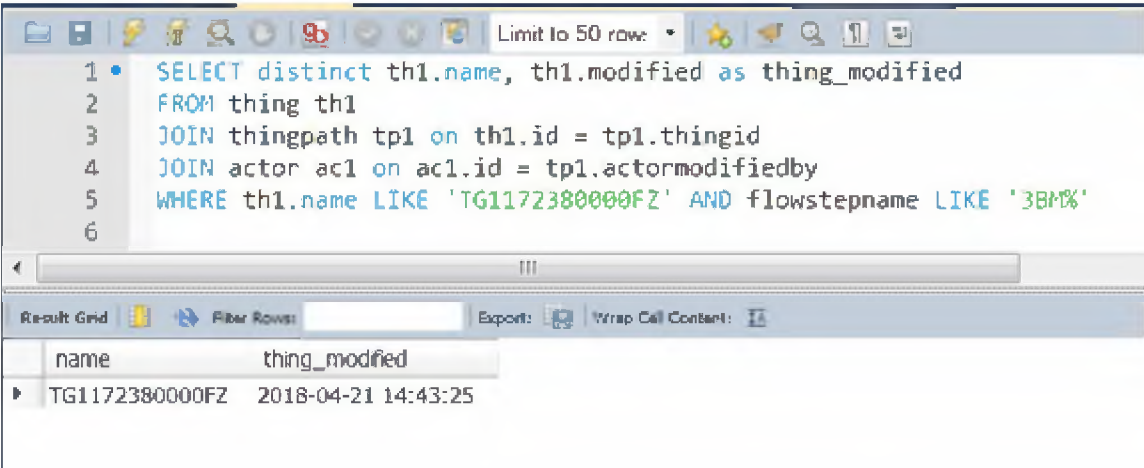 Limit to 50 row:
1 SELECT distinct th1.name, th1.modified as thing_modified
2 FROM thing th1
3 JOIN thingpath tp1 on th1.id = tp1.thingid
4 JOIN actor ac1 on ac1.id = tp1.actormodifiedby
5 WHERE th1.name LIKE 'TG1172380000FZ' AND flowstepname LIKE '3BM%'
6
Result Grid Filter Rows: Export: Wrap Cell Content:
name thing_modified
TG1172380000FZ 2018-04-21 14:43:25